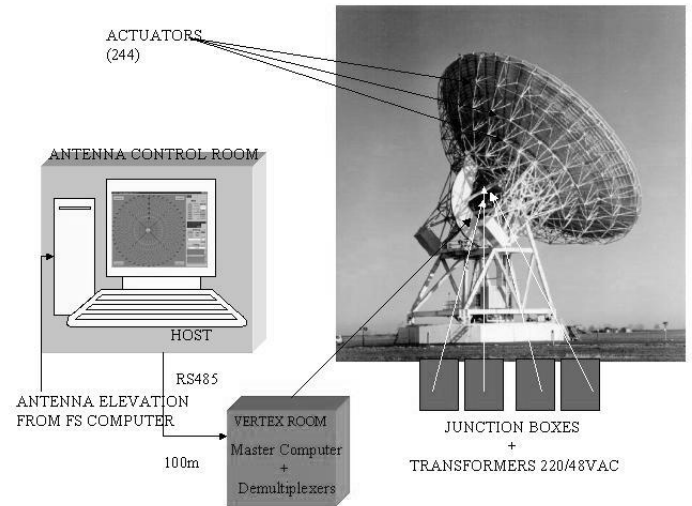 ACTUATORS
(244)
ANTENNA CONTROL ROOM
HOST
RS485
ANTENNA ELEVATION
FROM FS COMPUTER
100m
VERTEX ROOM
Master Computer
+
Demultiplexers
JUNCTION BOXES
+
TRANSFORMERS 220/48VAC